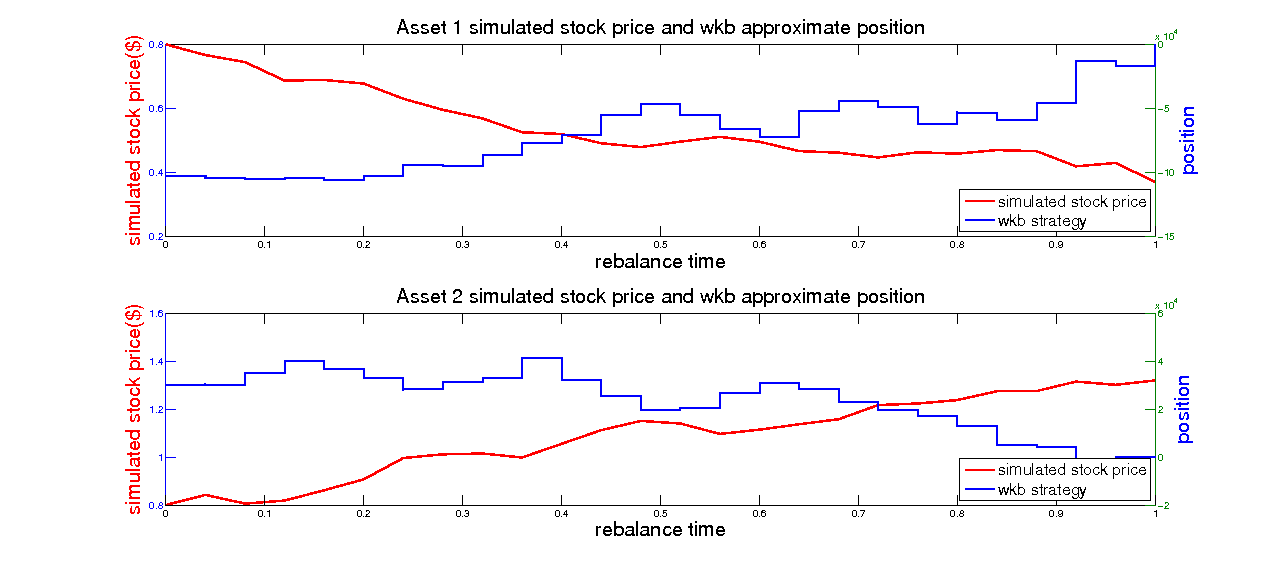 Asset 1 simulated stock price and wkb approximate position
x 10^4
simulated stock price($)
0.8
0.6
0.4
0.2
0
-5
-10
-15
position
simulated stock price
wkb strategy
0 0.1 0.2 0.3 0.4 0.5 0.6 0.7 0.8 0.9 1
rebalance time
Asset 2 simulated stock price and wkb approximate position
x 10^4
simulated stock price($)
1.6
1.4
1.2
1
0.8
6
4
2
0
-2
position
simulated stock price
wkb strategy
0 0.1 0.2 0.3 0.4 0.5 0.6 0.7 0.8 0.9 1
rebalance time